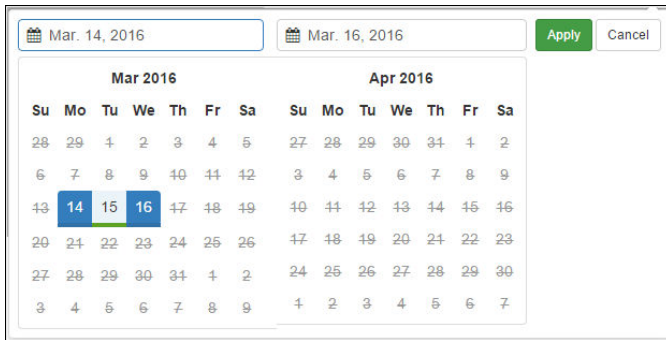 Mar. 14, 2016 Mar. 16, 2016 Apply Cancel
Mar 2016 Apr 2016
Su Mo Tu We Th Fr Sa Su Mo Tu We Th Fr Sa
28 29 1 2 3 4 5 27 28 29 30 31 1 2
6 7 8 9 10 11 12 3 4 5 6 7 8 9
13 14 15 16 17 18 19 10 11 12 13 14 15 16
20 21 22 23 24 25 26 17 18 19 20 21 22 23
27 28 29 30 31 1 2 24 25 26 27 28 29 30
3 4 5 6 7 8 9 1 2 3 4 5 6 7